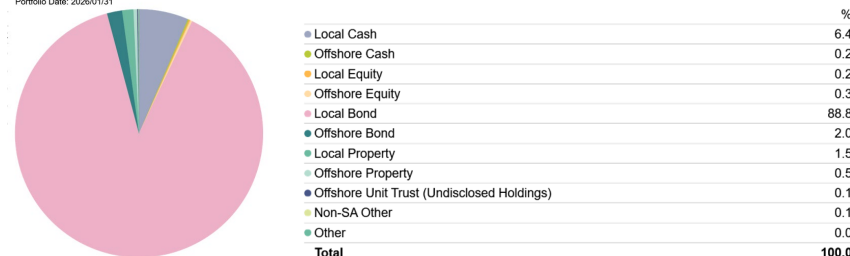 Portfolio Date: 2026/01/31
%
Local Cash 6.4
Offshore Cash 0.2
Local Equity 0.2
Offshore Equity 0.3
Local Bond 88.8
Offshore Bond 2.0
Local Property 1.5
Offshore Property 0.5
Offshore Unit Trust (Undisclosed Holdings) 0.1
Non-SA Other 0.1
Other 0.0
Total 100.0